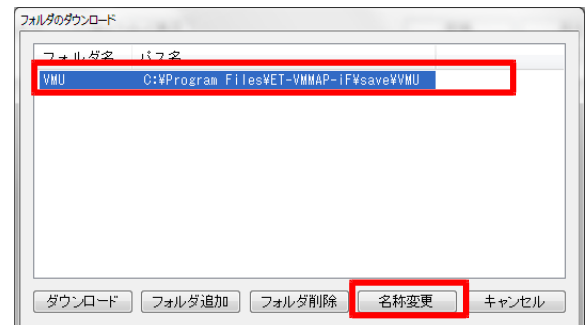 フォルダのダウンロード
フォルダ名 パス名
VMU C:¥Program Files¥ET-VMMAP-iF¥save¥VMU
ダウンロード フォルダ追加 フォルダ削除 名称変更 キャンセル